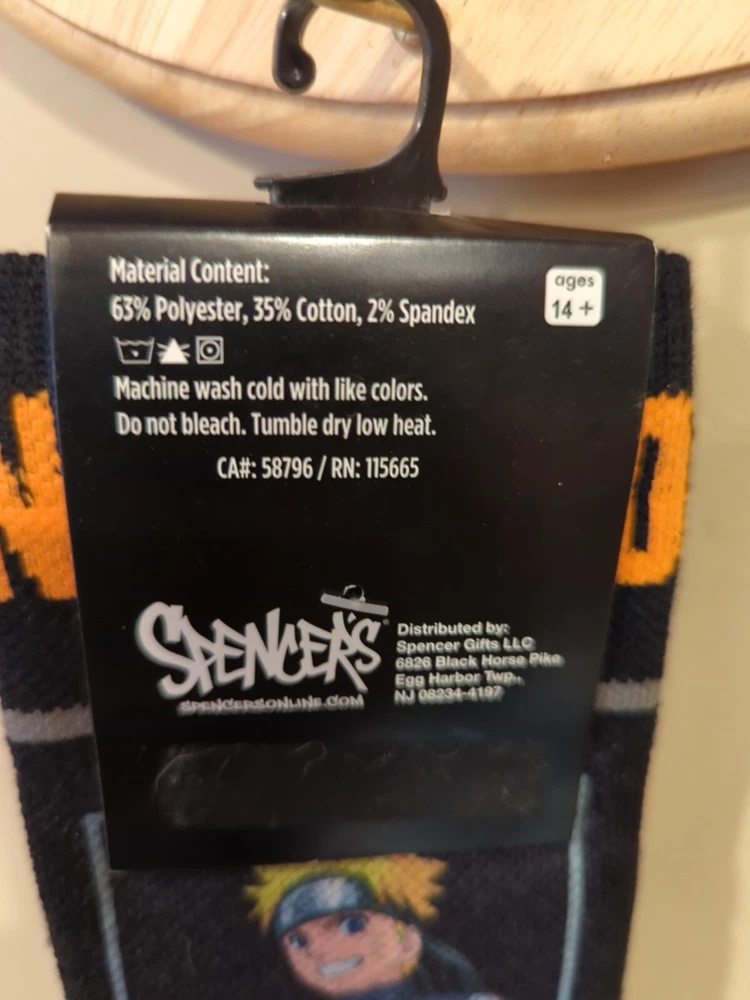 Material Content:
63% Polyester, 35% Cotton, 2% Spandex
ages
14 +
Machine wash cold with like colors.
Do not bleach. Tumble dry low heat.
CA#: 58796 / RN: 115665
SPENCER'S
SPENCERSONLINE.COM
Distributed by:
Spencer Gifts LLC
6826 Black Horse Pike
Egg Harbor Twp.,
NJ 08234-4197
N
O